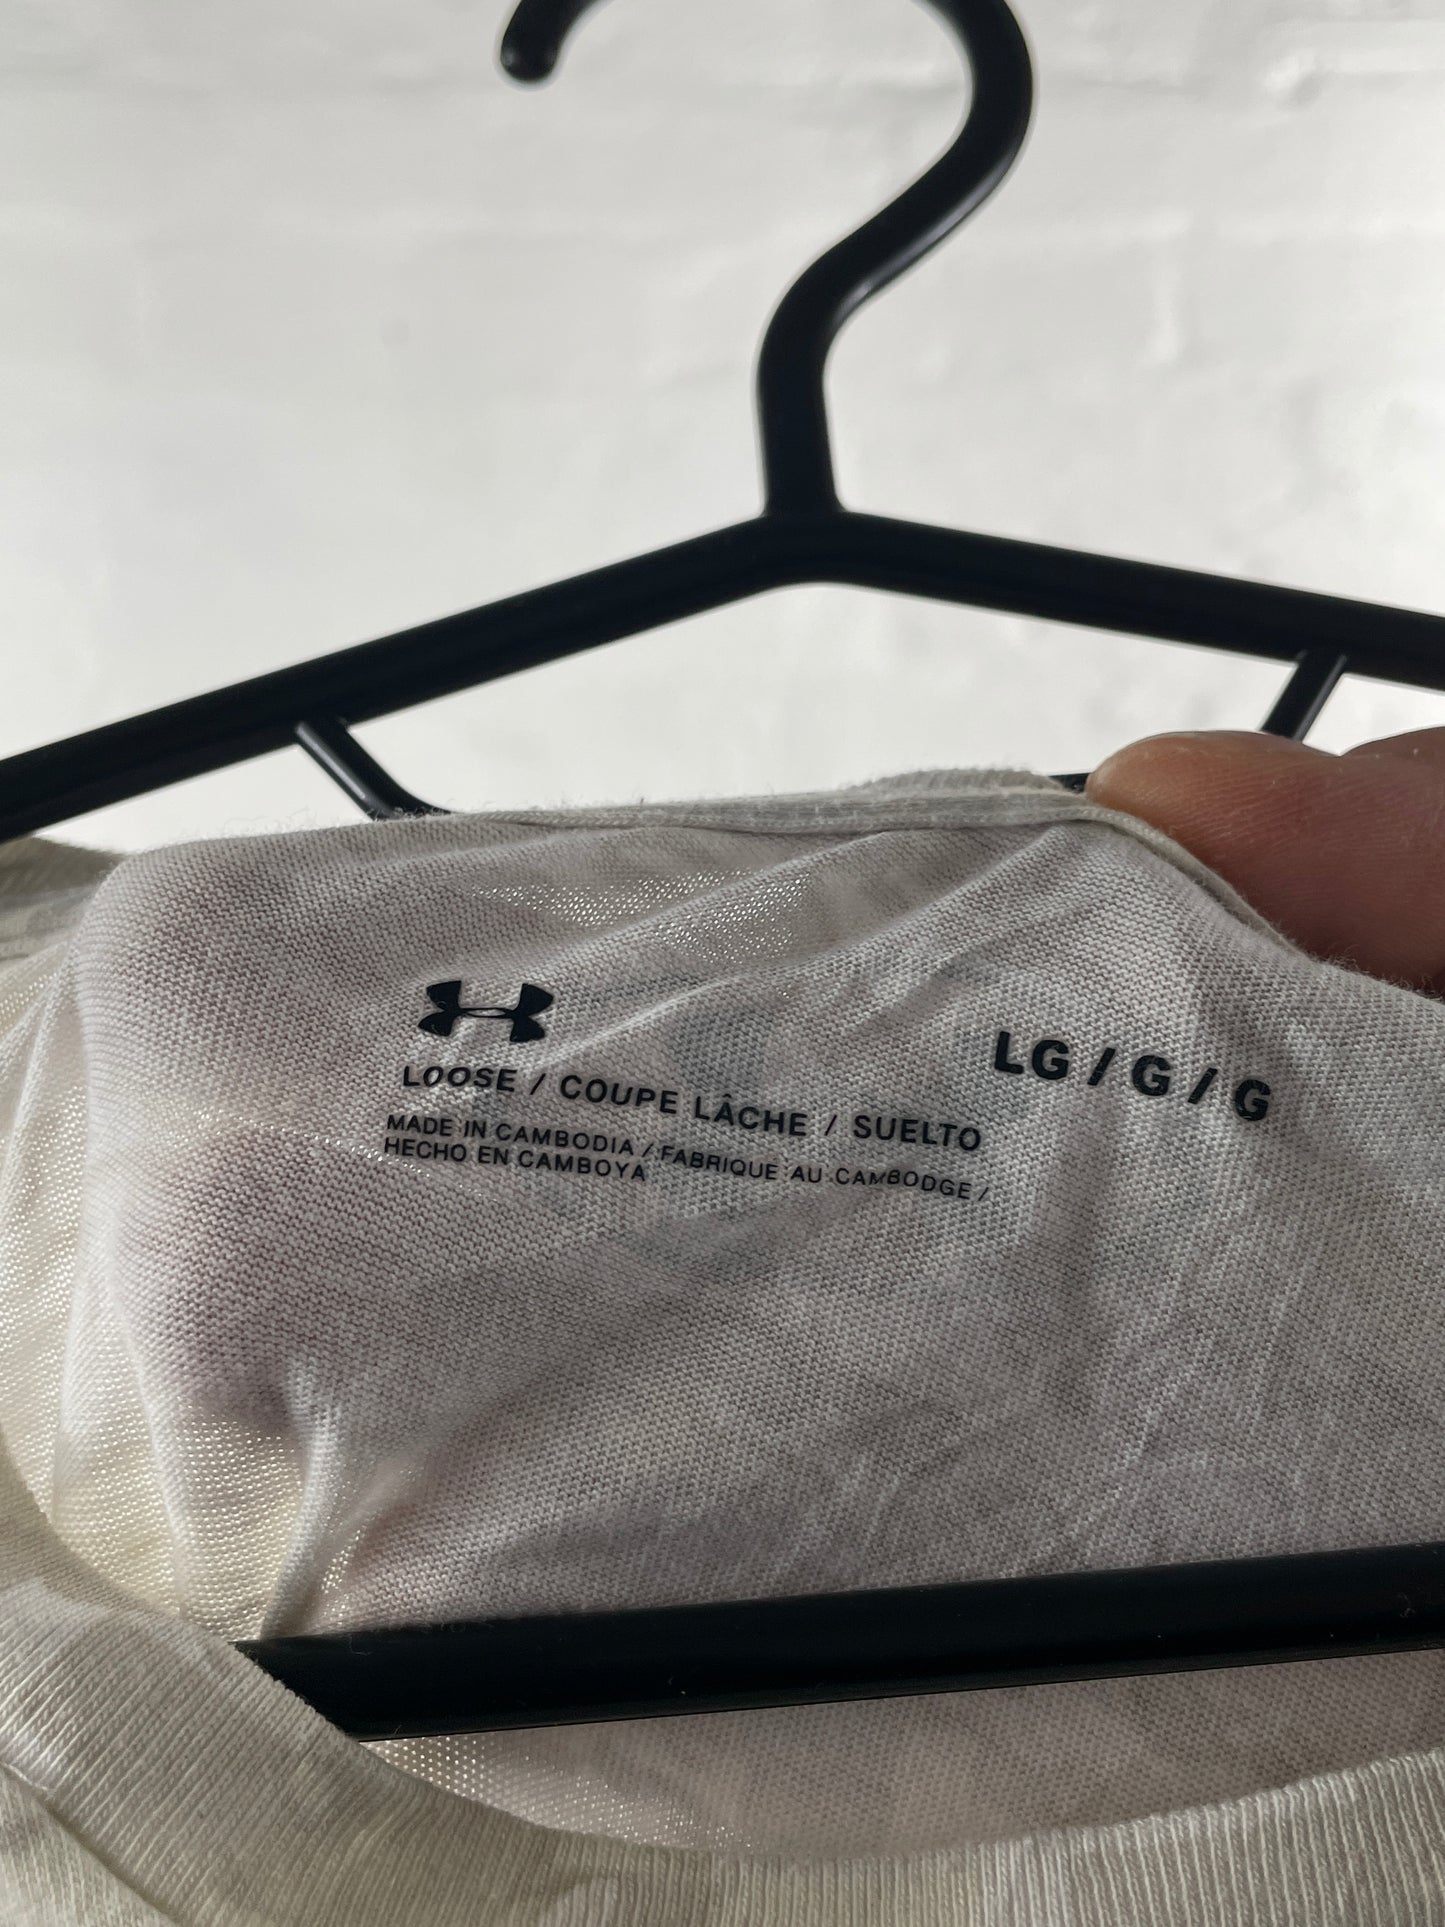 LOOSE / COUPE LÂCHE / SUELTO
LG / G / G
MADE IN CAMBODIA / FABRIQUE AU CAMBODGE /
HECHO EN CAMBOYA